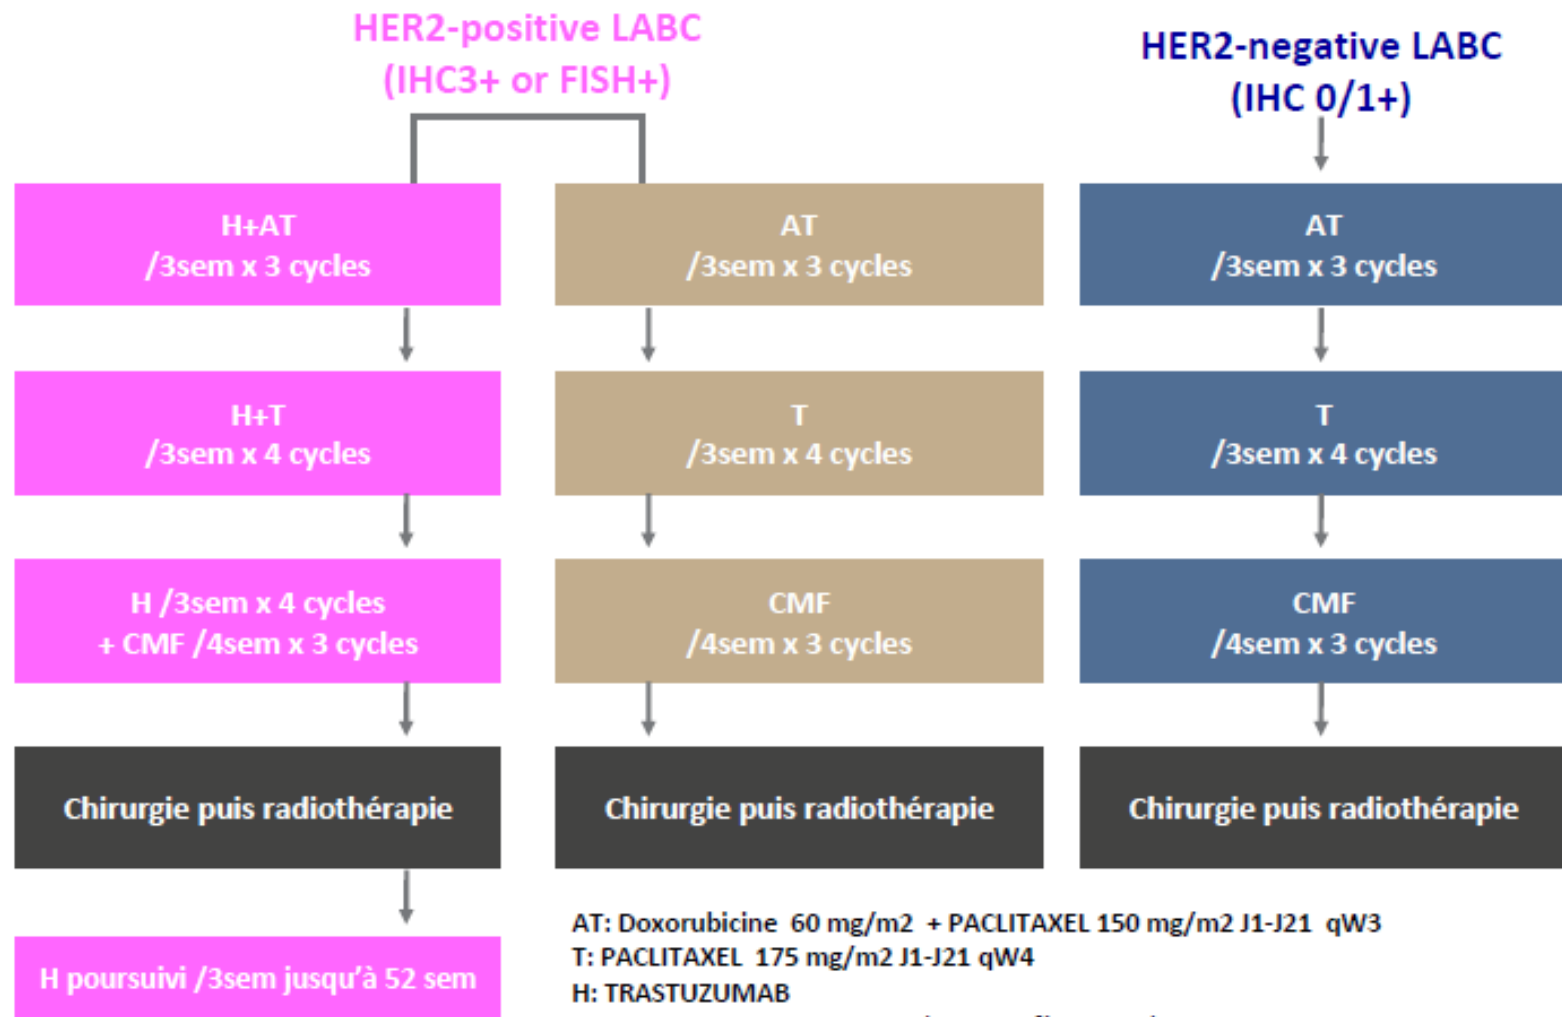 HER2-positive LABC
(IHC3+ or FISH+)
HER2-negative LABC
(IHC 0/1+)
H+AT
/3sem x 3 cycles
AT
/3sem x 3 cycles
AT
/3sem x 3 cycles
H+T
/3sem x 4 cycles
T
/3sem x 4 cycles
T
/3sem x 4 cycles
H /3sem x 4 cycles
+ CMF /4sem x 3 cycles
CMF
/4sem x 3 cycles
CMF
/4sem x 3 cycles
Chirurgie puis radiothérapie
Chirurgie puis radiothérapie
Chirurgie puis radiothérapie
H poursuivi /3sem jusqu'à 52 sem
AT: Doxorubicine 60 mg/m2 + PACLITAXEL 150 mg/m2 J1-J21 qW3
T: PACLITAXEL 175 mg/m2 J1-J21 qW4
H: TRASTUZUMAB